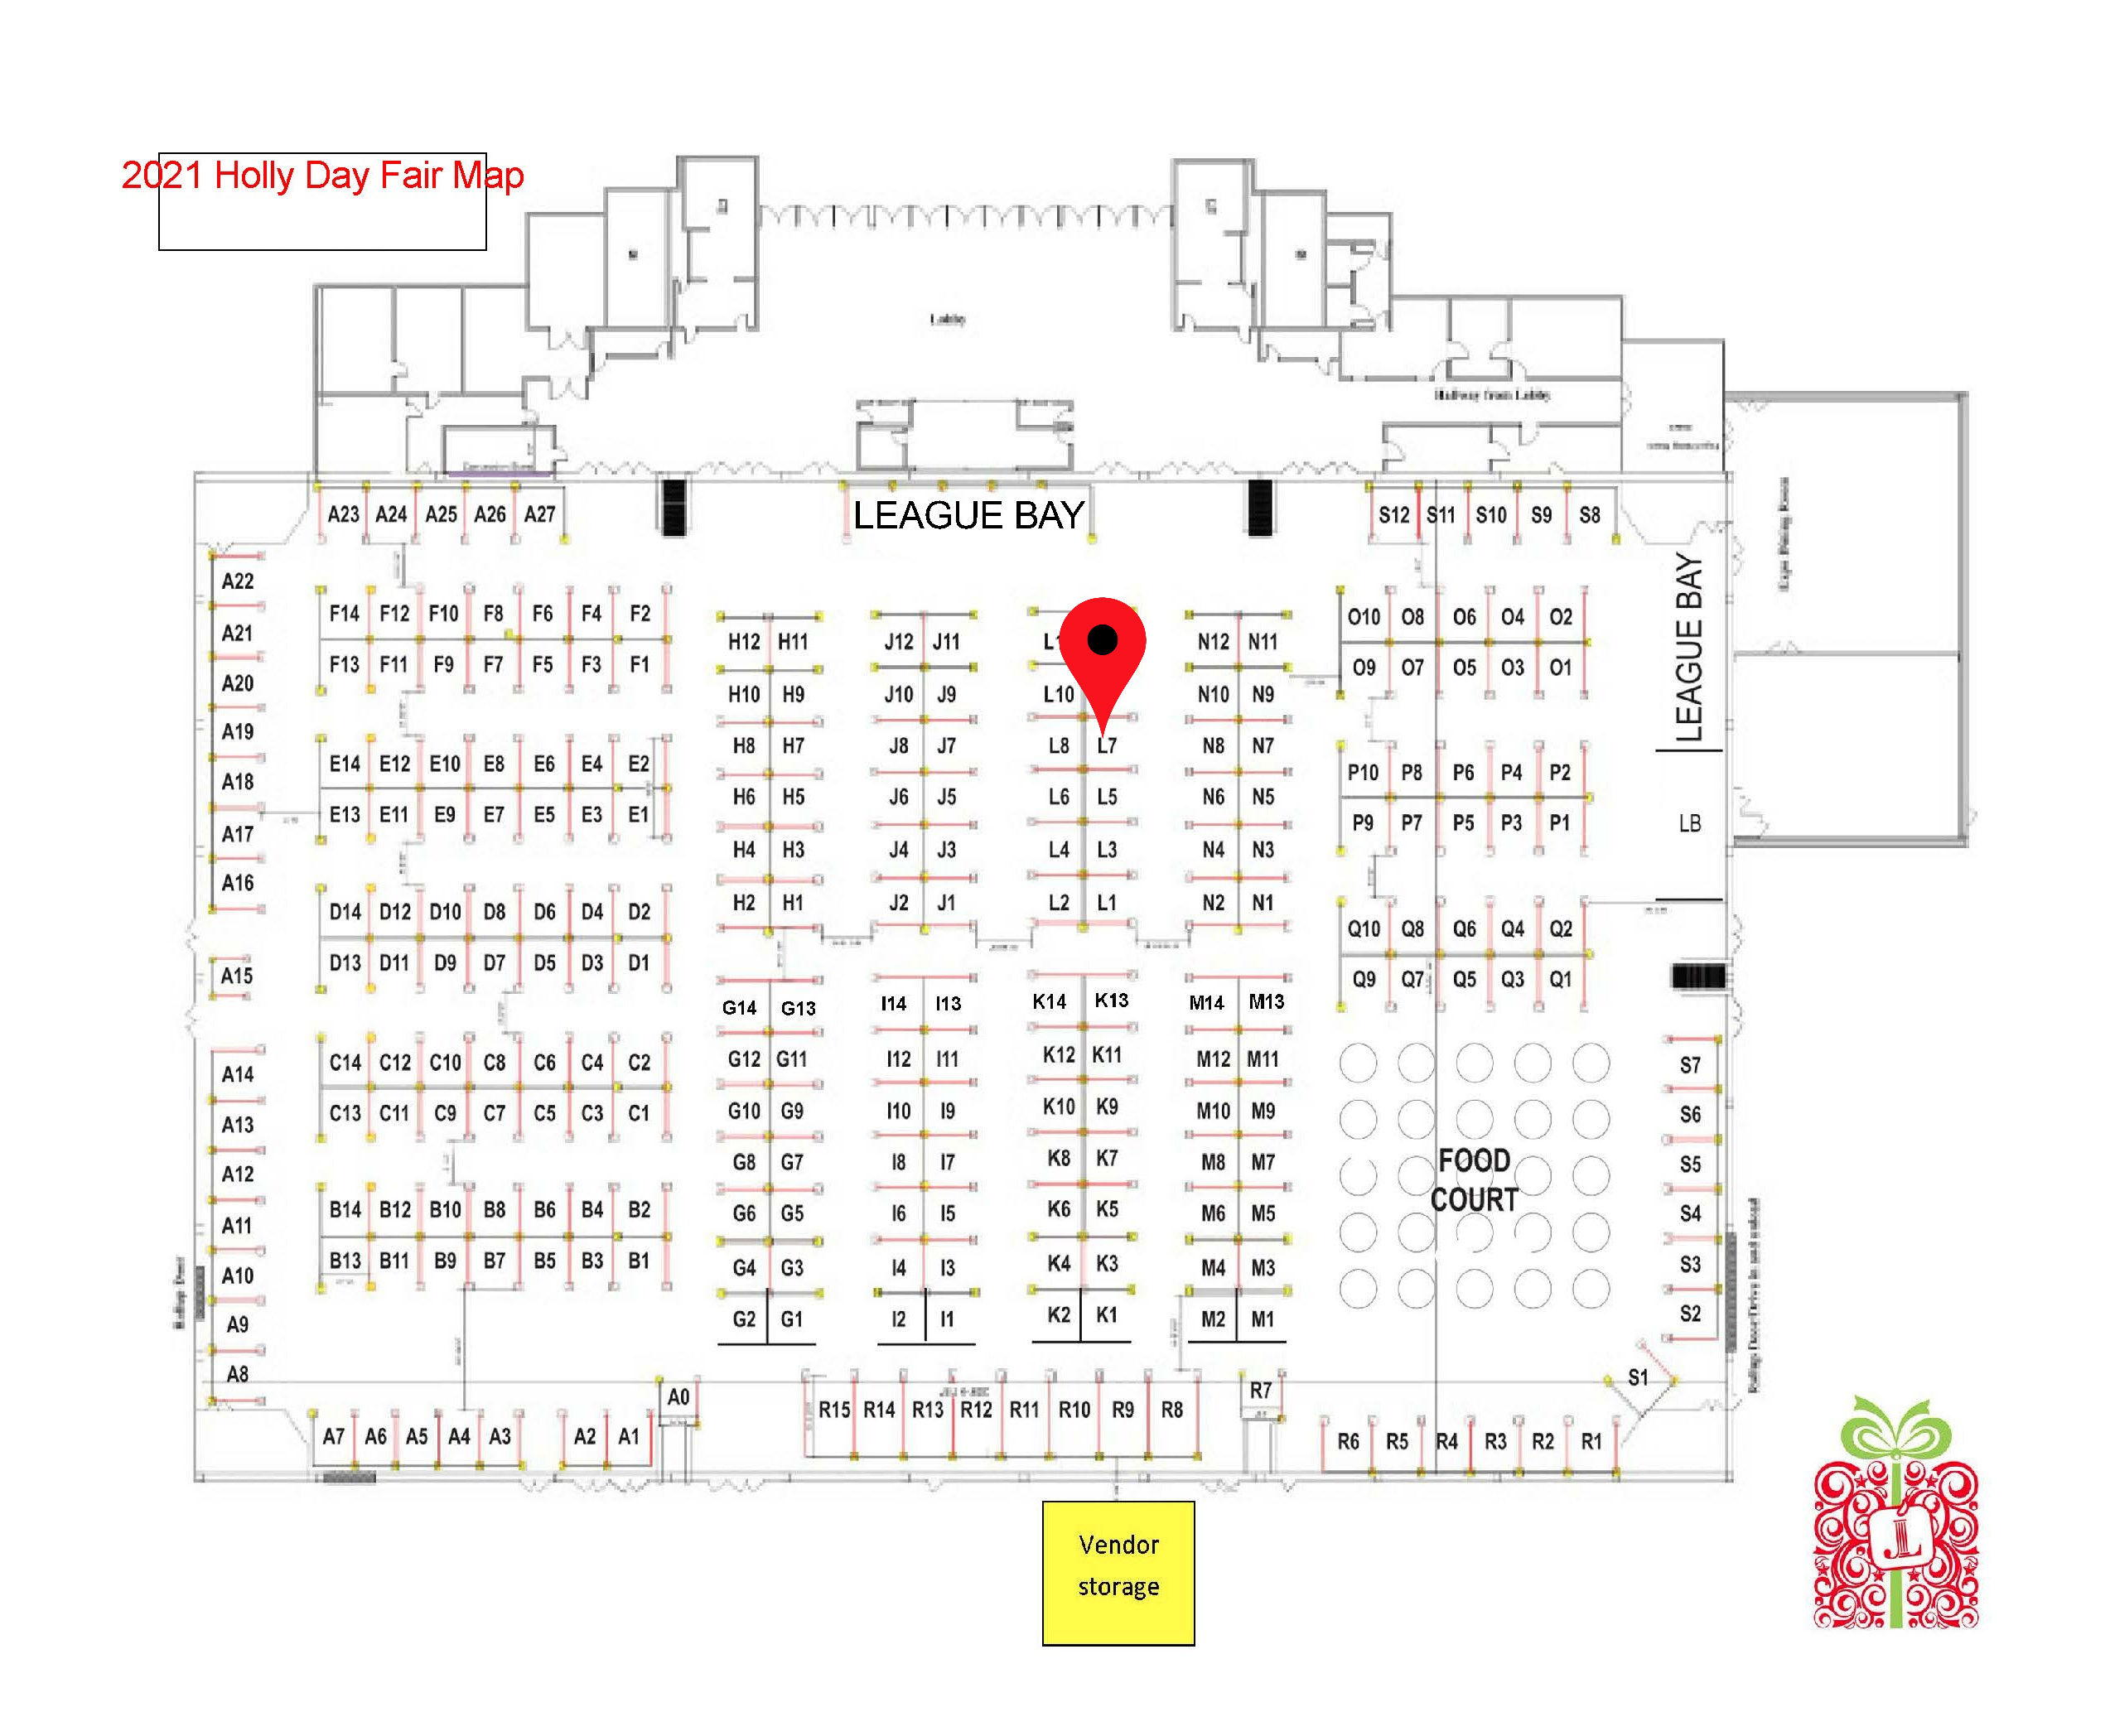 2021 Holly Day Fair Map
Lobby
Hallway from Lobby
LEAGUE BAY
A23 A24 A25 A26 A27
S12 S11 S10 S9 S8
A22
A21
A20
A19
A18
A17
A16
A15
A14
A13
A12
A11
A10
A9
A8
F14 F12 F10 F8 F6 F4 F2
F13 F11 F9 F7 F5 F3 F1
E14 E12 E10 E8 E6 E4 E2
E13 E11 E9 E7 E5 E3 E1
D14 D12 D10 D8 D6 D4 D2
D13 D11 D9 D7 D5 D3 D1
C14 C12 C10 C8 C6 C4 C2
C13 C11 C9 C7 C5 C3 C1
B14 B12 B10 B8 B6 B4 B2
B13 B11 B9 B7 B5 B3 B1
H12 H11
H10 H9
H8 H7
H6 H5
H4 H3
H2 H1
G14 G13
G12 G11
G10 G9
G8 G7
G6 G5
G4 G3
G2 G1
J12 J11
J10 J9
J8 J7
J6 J5
J4 J3
J2 J1
I14 I13
I12 I11
I10 I9
I8 I7
I6 I5
I4 I3
I2 I1
L10
L8 L7
L6 L5
L4 L3
L2 L1
K14 K13
K12 K11
K10 K9
K8 K7
K6 K5
K4 K3
K2 K1
N12 N11
N10 N9
N8 N7
N6 N5
N4 N3
N2 N1
M14 M13
M12 M11
M10 M9
M8 M7
M6 M5
M4 M3
M2 M1
O10 O8 O6 O4 O2
O9 O7 O5 O3 O1
P10 P8 P6 P4 P2
P9 P7 P5 P3 P1
Q10 Q8 Q6 Q4 Q2
Q9 Q7 Q5 Q3 Q1
LEAGUE BAY
LB
FOOD
COURT
S7
S6
S5
S4
S3
S2
S1
A7 A6 A5 A4 A3 A2 A1
A0
R15 R14 R13 R12 R11 R10 R9 R8
R7
R6 R5 R4 R3 R2 R1
Vendor
storage
JL